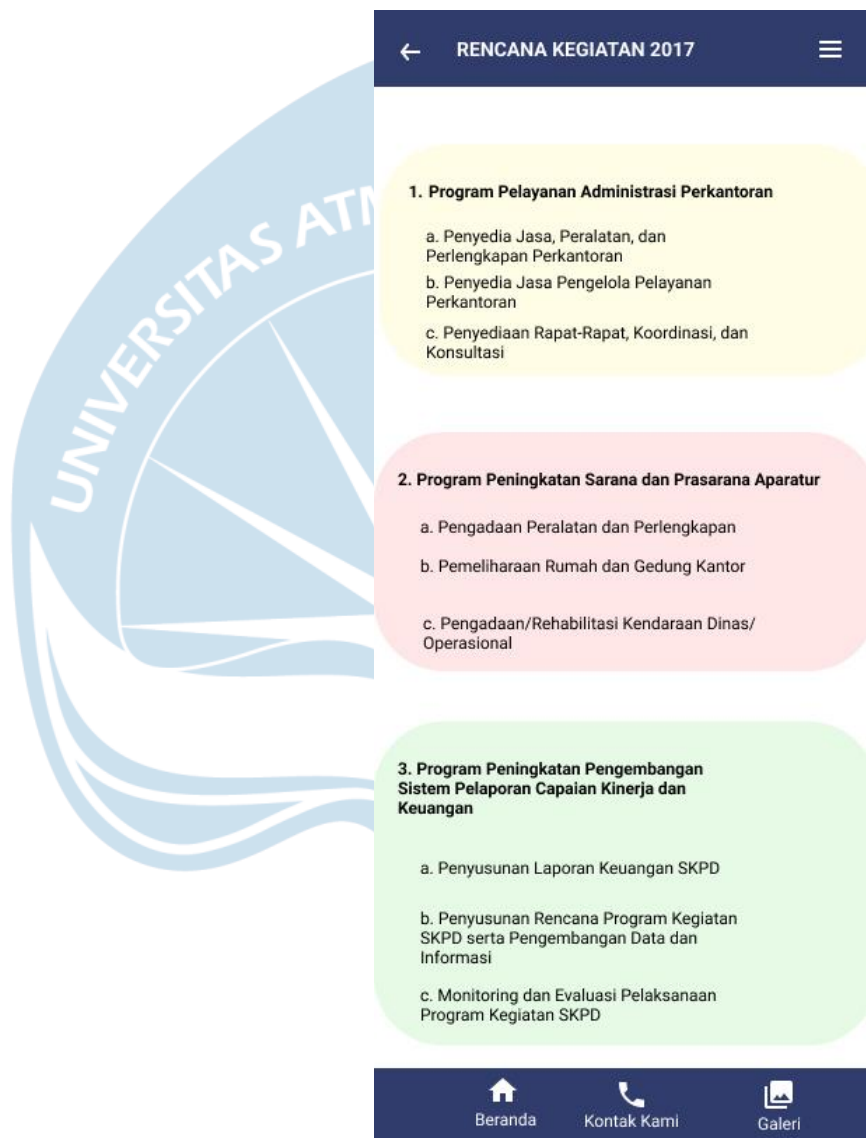 RENCANA KEGIATAN 2017
UNIVERSITAS ATM
1. Program Pelayanan Administrasi Perkantoran
a. Penyedia Jasa, Peralatan, dan
Perlengkapan Perkantoran
b. Penyedia Jasa Pengelola Pelayanan
Perkantoran
c. Penyediaan Rapat-Rapat, Koordinasi, dan
Konsultasi
2. Program Peningkatan Sarana dan Prasarana Aparatur
a. Pengadaan Peralatan dan Perlengkapan
b. Pemeliharaan Rumah dan Gedung Kantor
c. Pengadaan/Rehabilitasi Kendaraan Dinas/
Operasional
3. Program Peningkatan Pengembangan
Sistem Pelaporan Capaian Kinerja dan
Keuangan
a. Penyusunan Laporan Keuangan SKPD
b. Penyusunan Rencana Program Kegiatan
SKPD serta Pengembangan Data dan
Informasi
c. Monitoring dan Evaluasi Pelaksanaan
Program Kegiatan SKPD
Beranda Kontak Kami Galeri